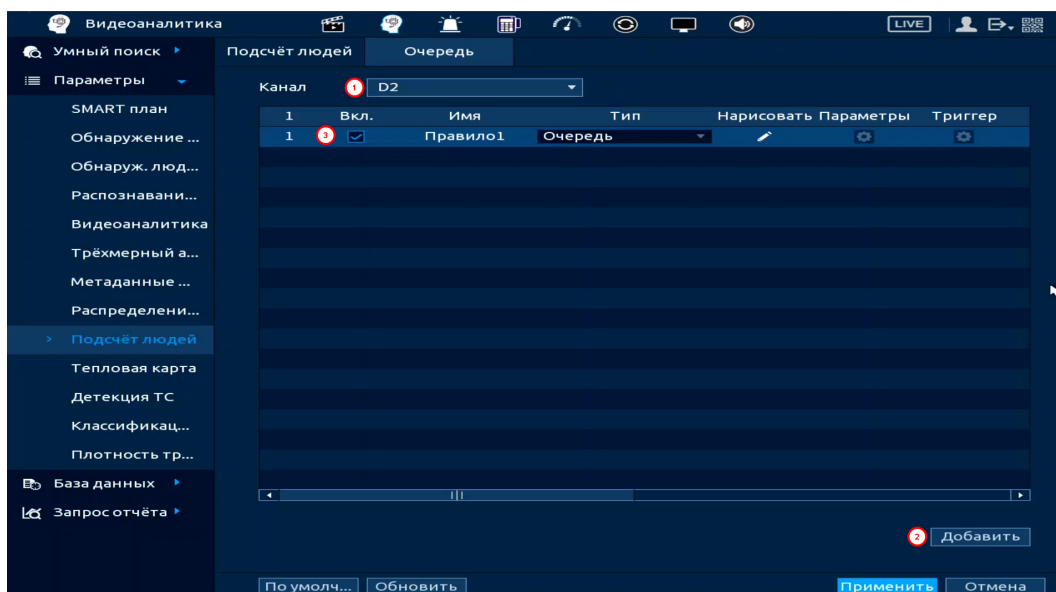 Видеоаналитика LIVE
Умный поиск Подсчёт людей Очередь
Параметры
Канал 1 D2
SMART план
1 Вкл. Имя Тип Нарисовать Параметры Триггер
Обнаружение ...
1 3 Правило1 Очередь
Обнаруж. люд...
Распознавани...
Видеоаналитика
Трёхмерный а...
Метаданные ...
Распределени...
> Подсчёт людей
Тепловая карта
Детекция ТС
Классификац...
Плотность тр...
База данных
Запрос отчёта
2 Добавить
По умолч... Обновить Применить Отмена